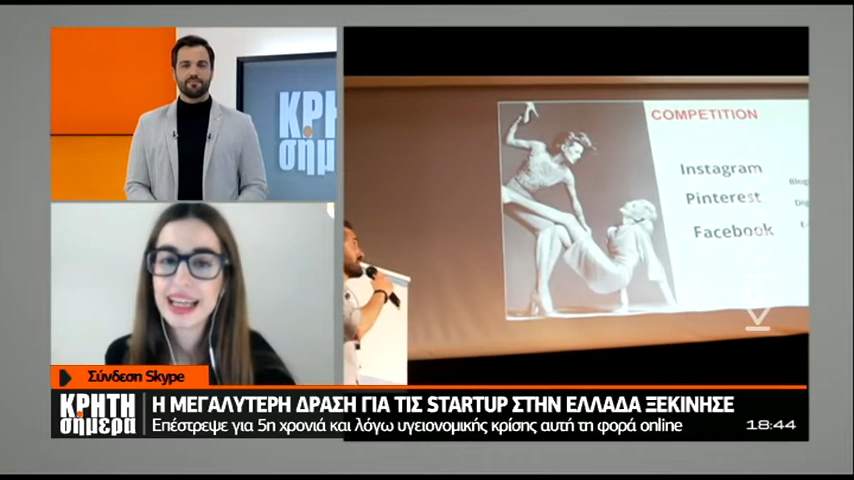 ΚΡΗ
σήμερ
COMPETITION
Instagram
Pinterest
Facebook
Σύνδεση Skype
ΚΡΗΤΗ
σήμερα
Η ΜΕΓΑΛΥΤΕΡΗ ΔΡΑΣΗ ΓΙΑ ΤΙΣ STARTUP ΣΤΗΝ ΕΛΛΑΔΑ ΞΕΚΙΝΗΣΕ
Επέστρεψε για 5η χρονιά και λόγω υγειονομικής κρίσης αυτή τη φορά online
18:44